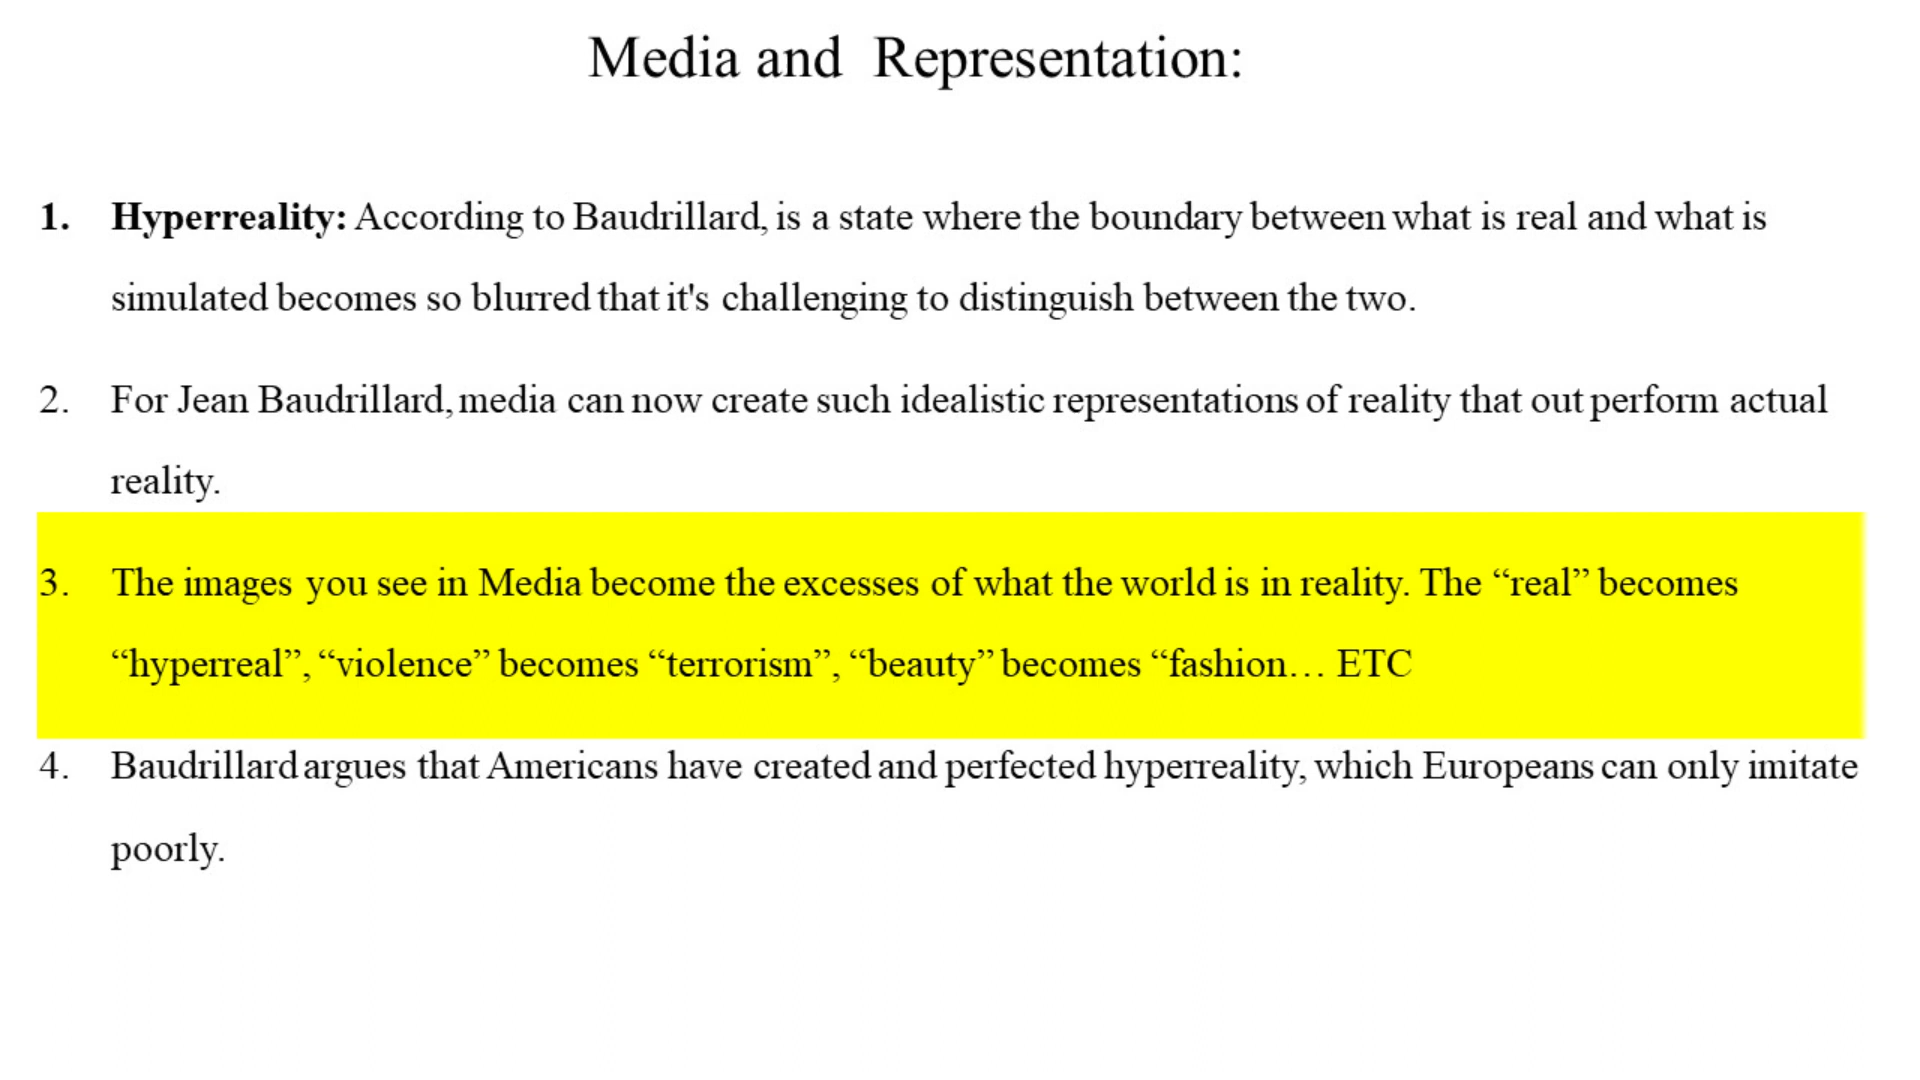 Media and  Representation:
1. Hyperreality: According to Baudrillard, is a state where the boundary between what is real and what is
simulated becomes so blurred that it's challenging to distinguish between the two.
2. For Jean Baudrillard, media can now create such idealistic representations of reality that out perform actual
reality.
3. The images you see in Media become the excesses of what the world is in reality. The “real” becomes
“hyperreal”, “violence” becomes “terrorism”, “beauty” becomes “fashion… ETC
4. Baudrillard argues that Americans have created and perfected hyperreality, which Europeans can only imitate
poorly.